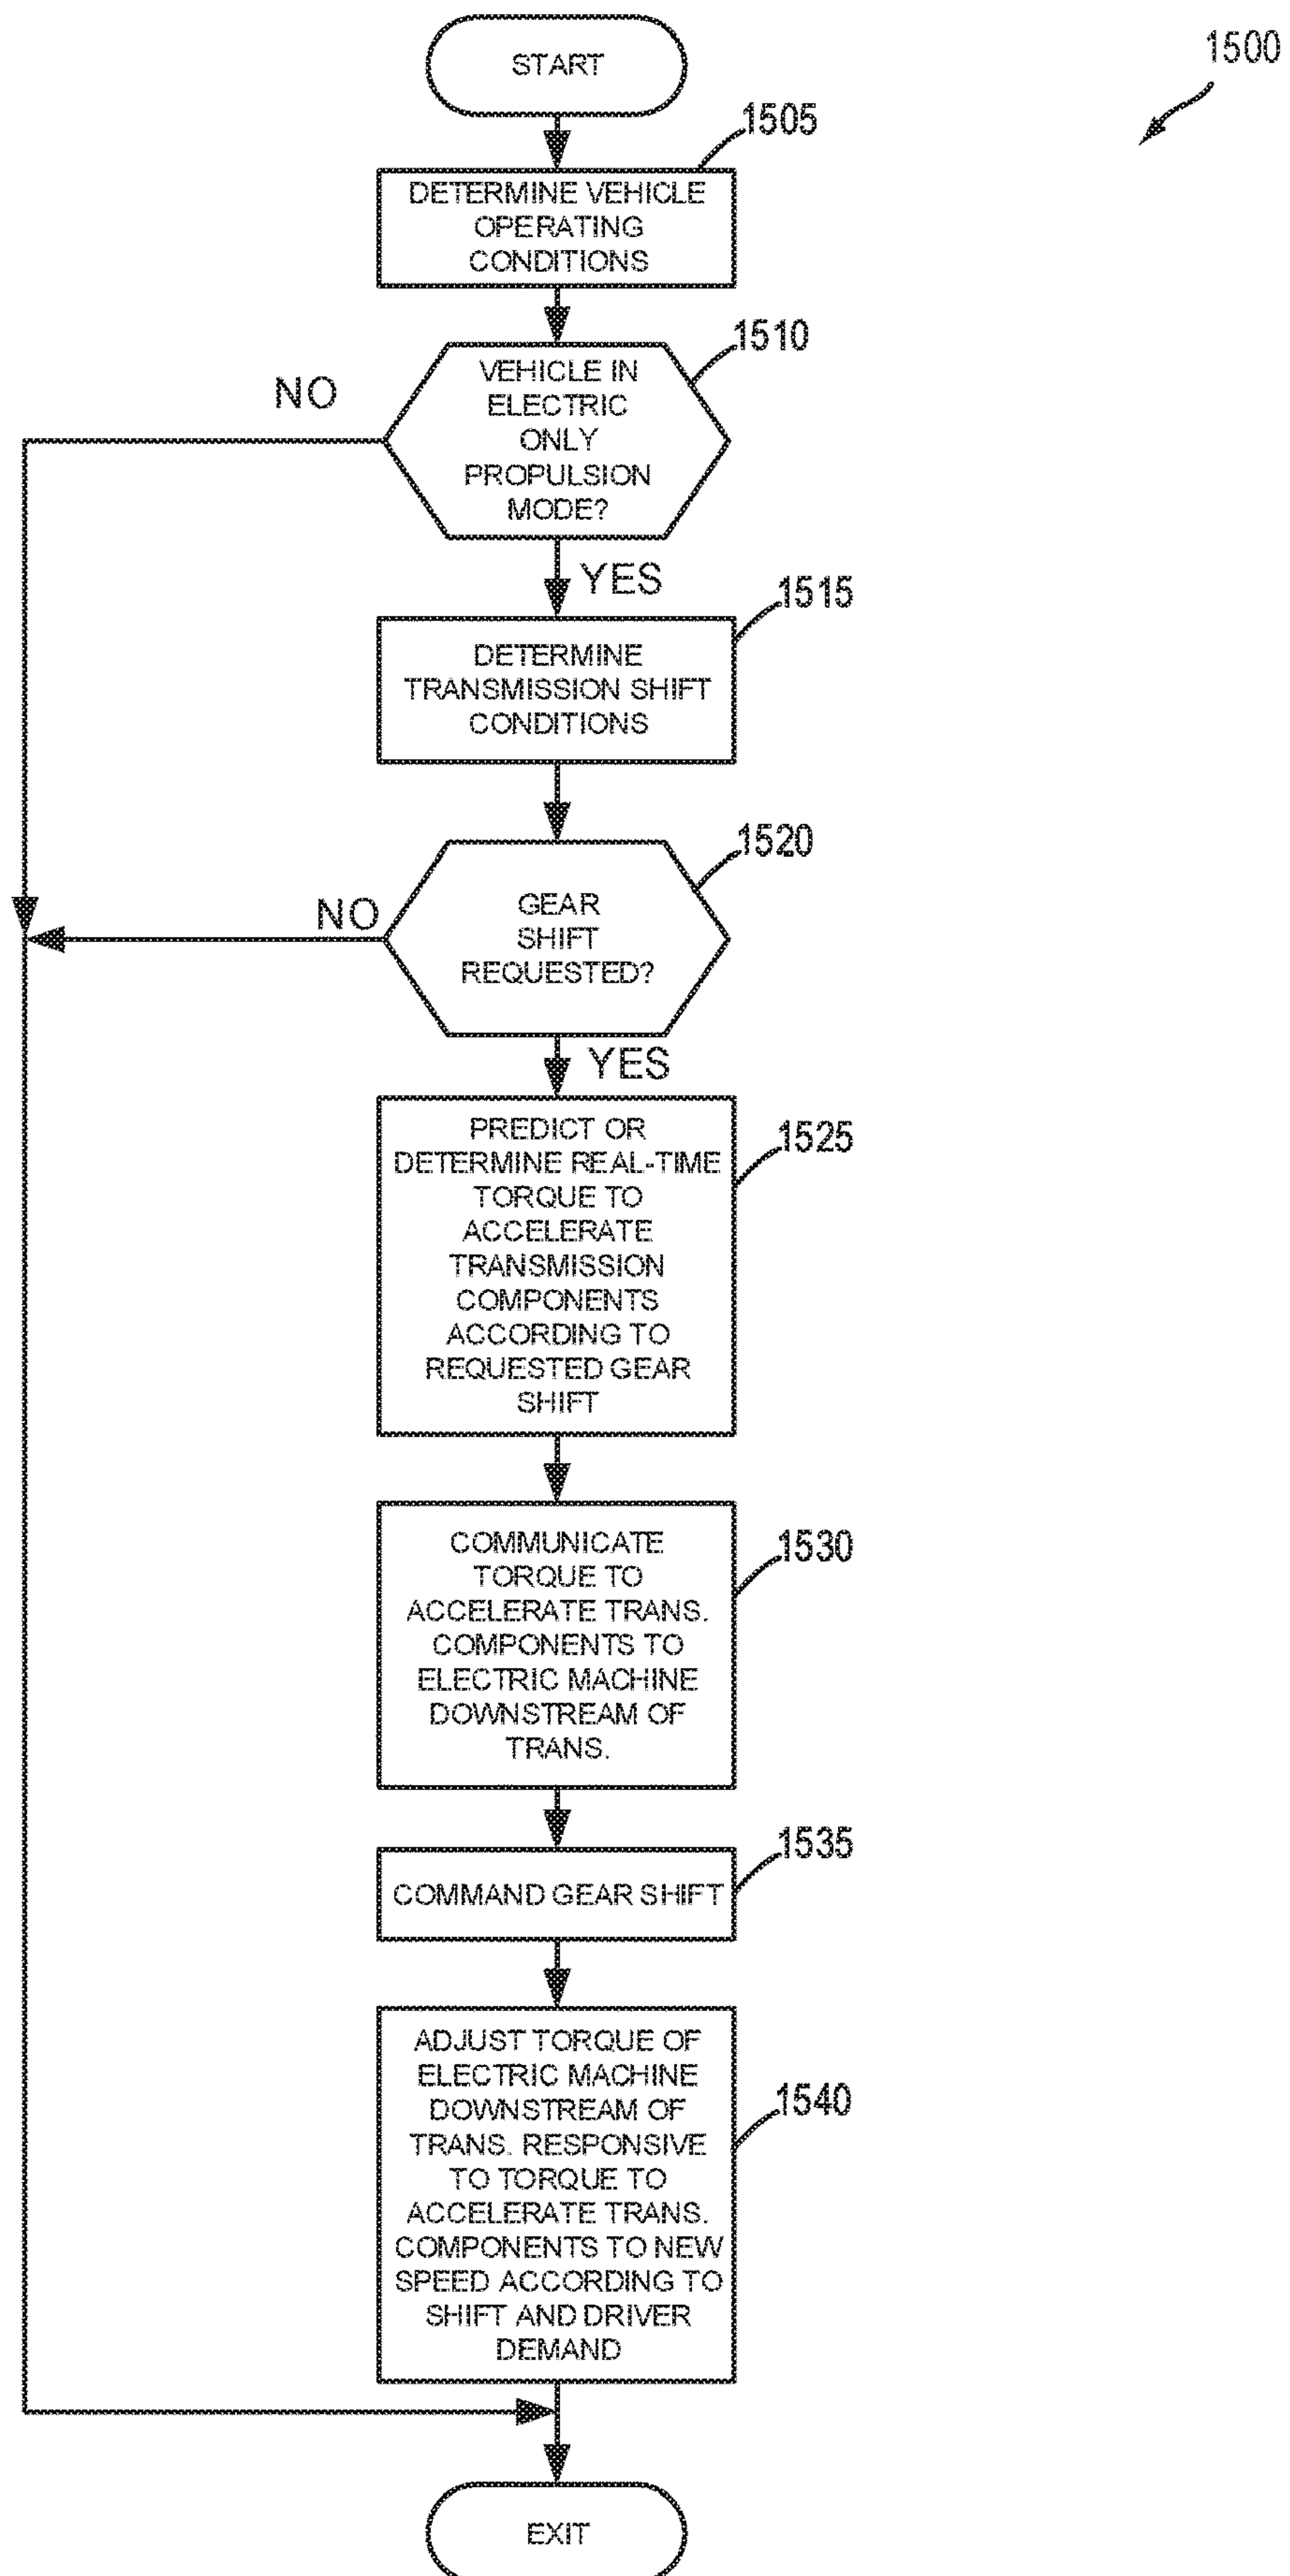 1500
START
1505
DETERMINE VEHICLE
OPERATING
CONDITIONS
1510
VEHICLE IN
ELECTRIC
ONLY
PROPULSION
MODE?
NO
YES
1515
DETERMINE
TRANSMISSION SHIFT
CONDITIONS
1520
GEAR
SHIFT
REQUESTED?
NO
YES
1525
PREDICT OR
DETERMINE REAL-TIME
TORQUE TO
ACCELERATE
TRANSMISSION
COMPONENTS
ACCORDING TO
REQUESTED GEAR
SHIFT
1530
COMMUNICATE
TORQUE TO
ACCELERATE TRANS.
COMPONENTS TO
ELECTRIC MACHINE
DOWNSTREAM OF
TRANS.
1535
COMMAND GEAR SHIFT
1540
ADJUST TORQUE OF
ELECTRIC MACHINE
DOWNSTREAM OF
TRANS. RESPONSIVE
TO TORQUE TO
ACCELERATE TRANS.
COMPONENTS TO NEW
SPEED ACCORDING TO
SHIFT AND DRIVER
DEMAND
EXIT